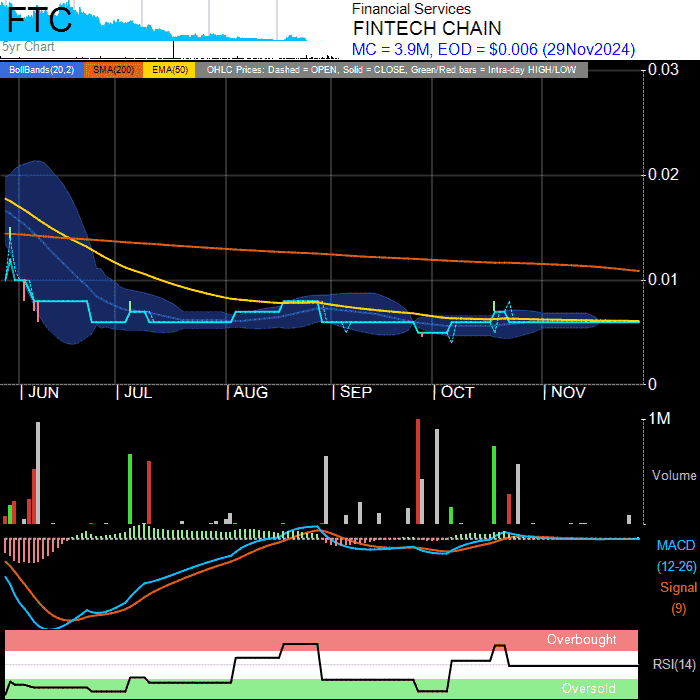 FTC
5yr Chart
Financial Services
FINTECH CHAIN
MC = 3.9M, EOD = $0.006 (29Nov2024)
BollBands(20,2) SMA(200) EMA(50) OHLC Prices: Dashed = OPEN, Solid = CLOSE, Green/Red bars = Intra-day HIGH/LOW
0.03
0.02
0.01
0
JUN JUL AUG SEP OCT NOV
1M
Volume
MACD
(12-26)
Signal
(9)
Overbought
RSI(14)
Oversold